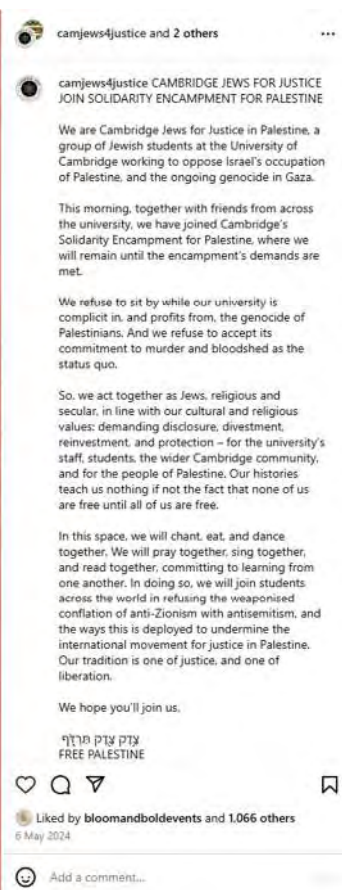 camjews4justice and 2 others
camjews4justice CAMBRIDGE JEWS FOR JUSTICE
JOIN SOLIDARITY ENCAMPMENT FOR PALESTINE
We are Cambridge Jews for Justice in Palestine, a
group of Jewish students at the University of
Cambridge working to oppose Israel's occupation
of Palestine, and the ongoing genocide in Gaza.
This morning, together with friends from across
the university, we have joined Cambridge's
Solidarity Encampment for Palestine, where we
will remain until the encampment's demands are
met.
We refuse to sit by while our university is
complicit in, and profits from, the genocide of
Palestinians. And we refuse to accept its
commitment to murder and bloodshed as the
status quo.
So, we act together as Jews, religious and
secular, in line with our cultural and religious
values: demanding disclosure, divestment,
reinvestment, and protection – for the university's
staff, students, the wider Cambridge community,
and for the people of Palestine. Our histories
teach us nothing if not the fact that none of us
are free until all of us are free.
In this space, we will chant, eat, and dance
together. We will pray together, sing together,
and read together, committing to learning from
one another. In doing so, we will join students
across the world in refusing the weaponised
conflation of anti-Zionism with antisemitism, and
the ways this is deployed to undermine the
international movement for justice in Palestine.
Our tradition is one of justice, and one of
liberation.
We hope you'll join us,
צֶדֶק צֶדֶק תִּרְדֹּף
FREE PALESTINE
Liked by bloomandboldevents and 1,066 others
6 May 2024
Add a comment...